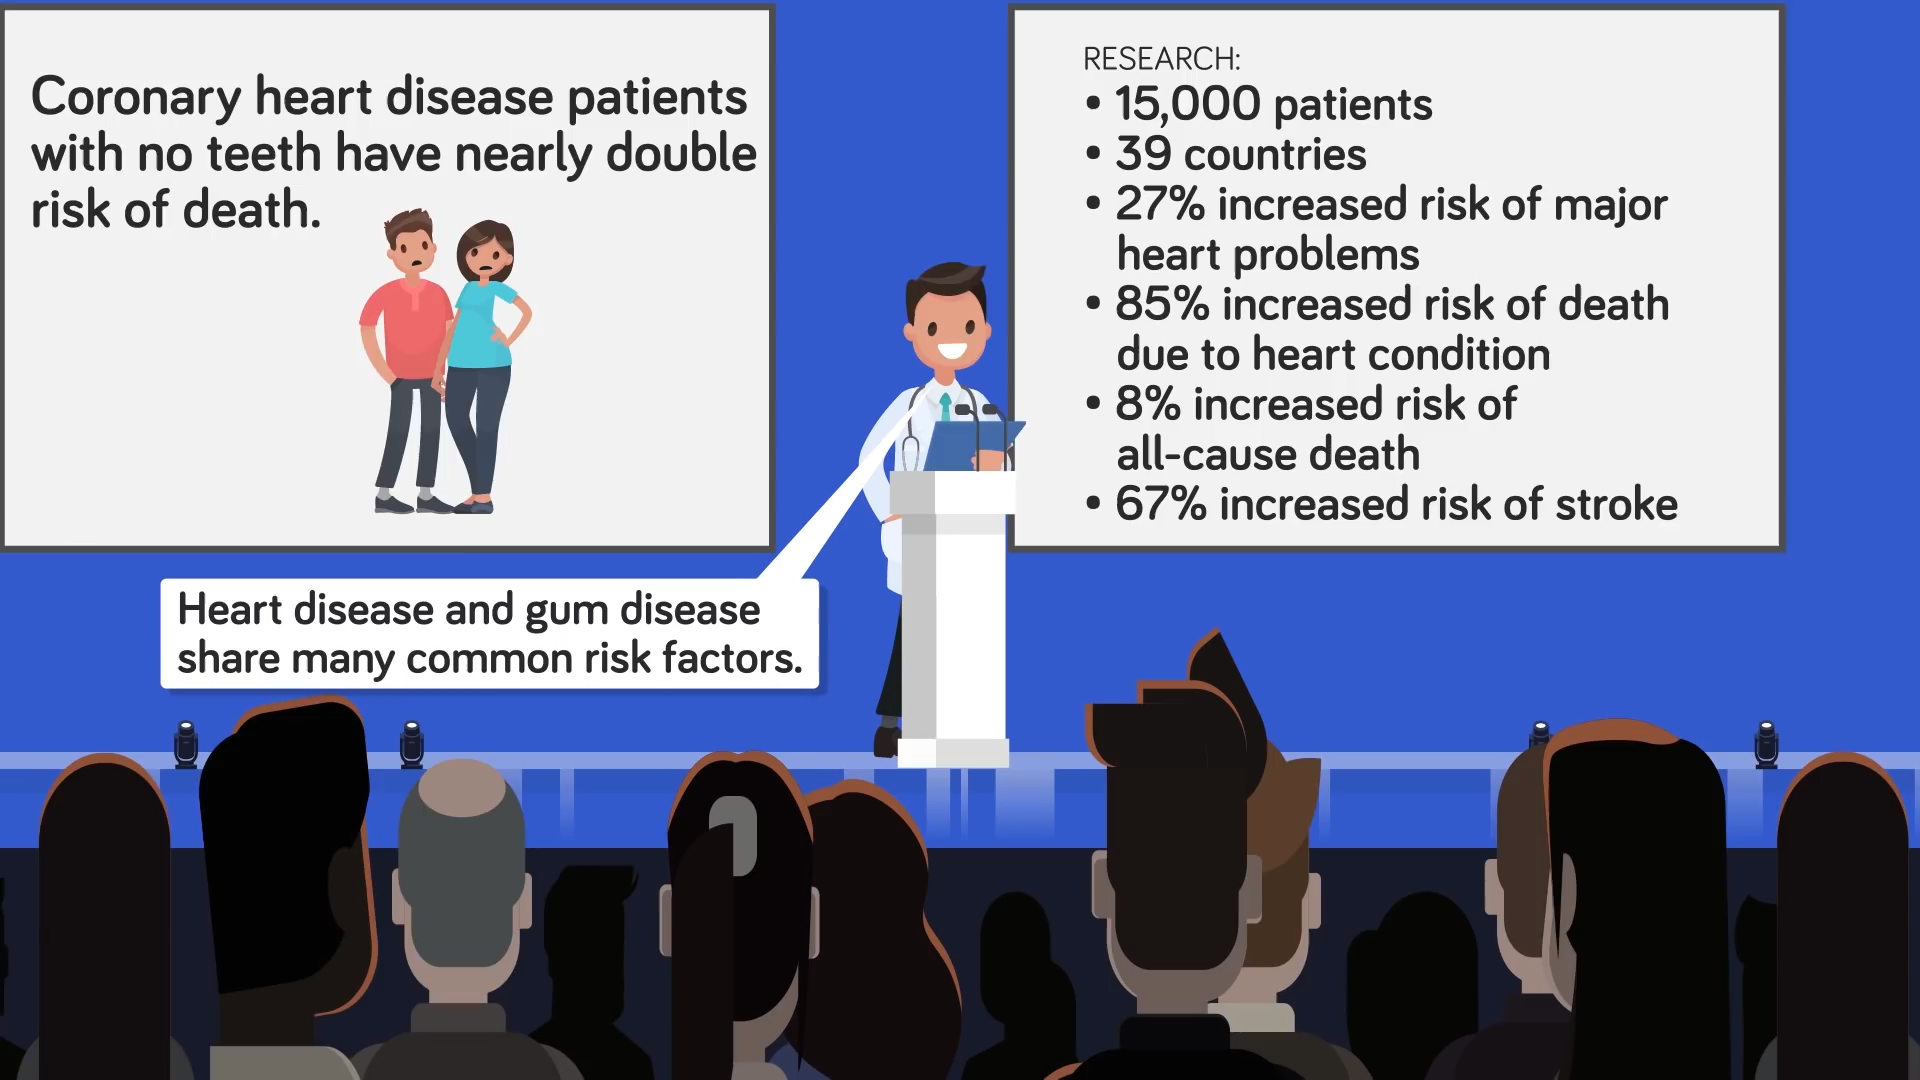 Coronary heart disease patients
with no teeth have nearly double
risk of death.
RESEARCH:
• 15,000 patients
• 39 countries
• 27% increased risk of major
heart problems
• 85% increased risk of death
due to heart condition
• 8% increased risk of
all-cause death
• 67% increased risk of stroke
Heart disease and gum disease
share many common risk factors.